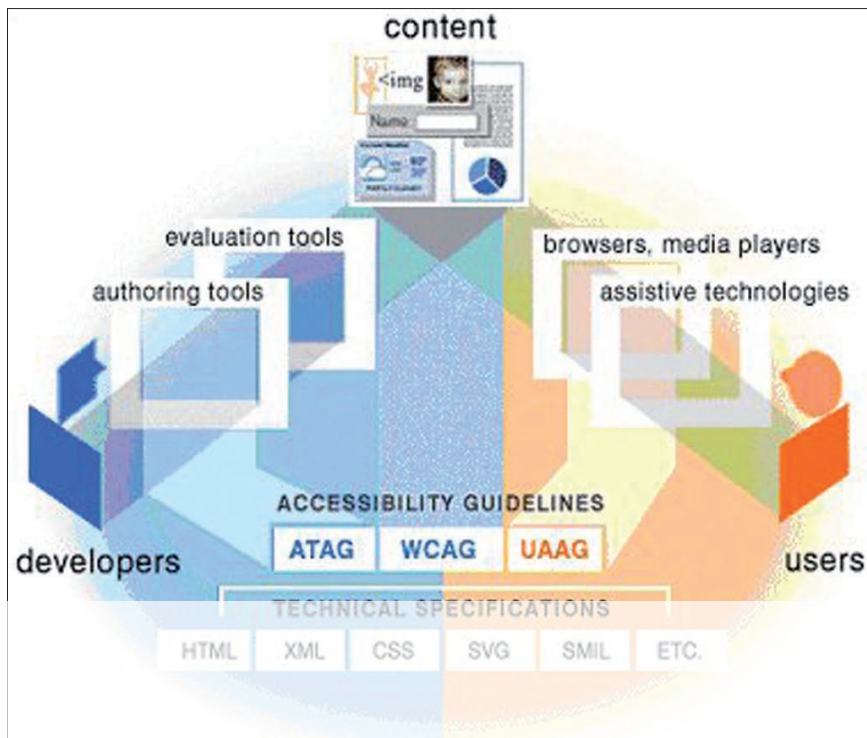 content
<img
Name
evaluation tools
browsers, media players
authoring tools
assistive technologies
ACCESSIBILITY GUIDELINES
ATAG WCAG UAAG
developers
users
TECHNICAL SPECIFICATIONS
HTML XML CSS SVG SMIL ETC.